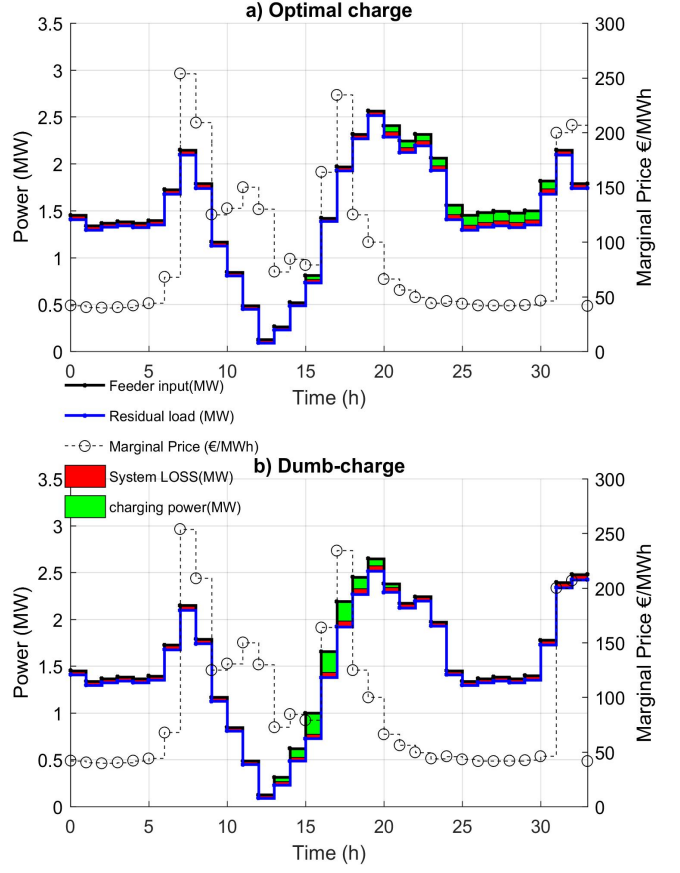 a) Optimal charge
3.5
3
2.5
2
1.5
1
0.5
0
Power (MW)
300
250
200
150
100
50
0
Marginal Price €/MWh
0 5 10 15 20 25 30
Time (h)
Feeder input(MW)
Residual load (MW)
Marginal Price (€/MWh)
System LOSS(MW)
charging power(MW)
b) Dumb-charge
3.5
3
2.5
2
1.5
1
0.5
0
Power (MW)
300
250
200
150
100
50
0
Marginal Price €/MWh
0 5 10 15 20 25 30
Time (h)